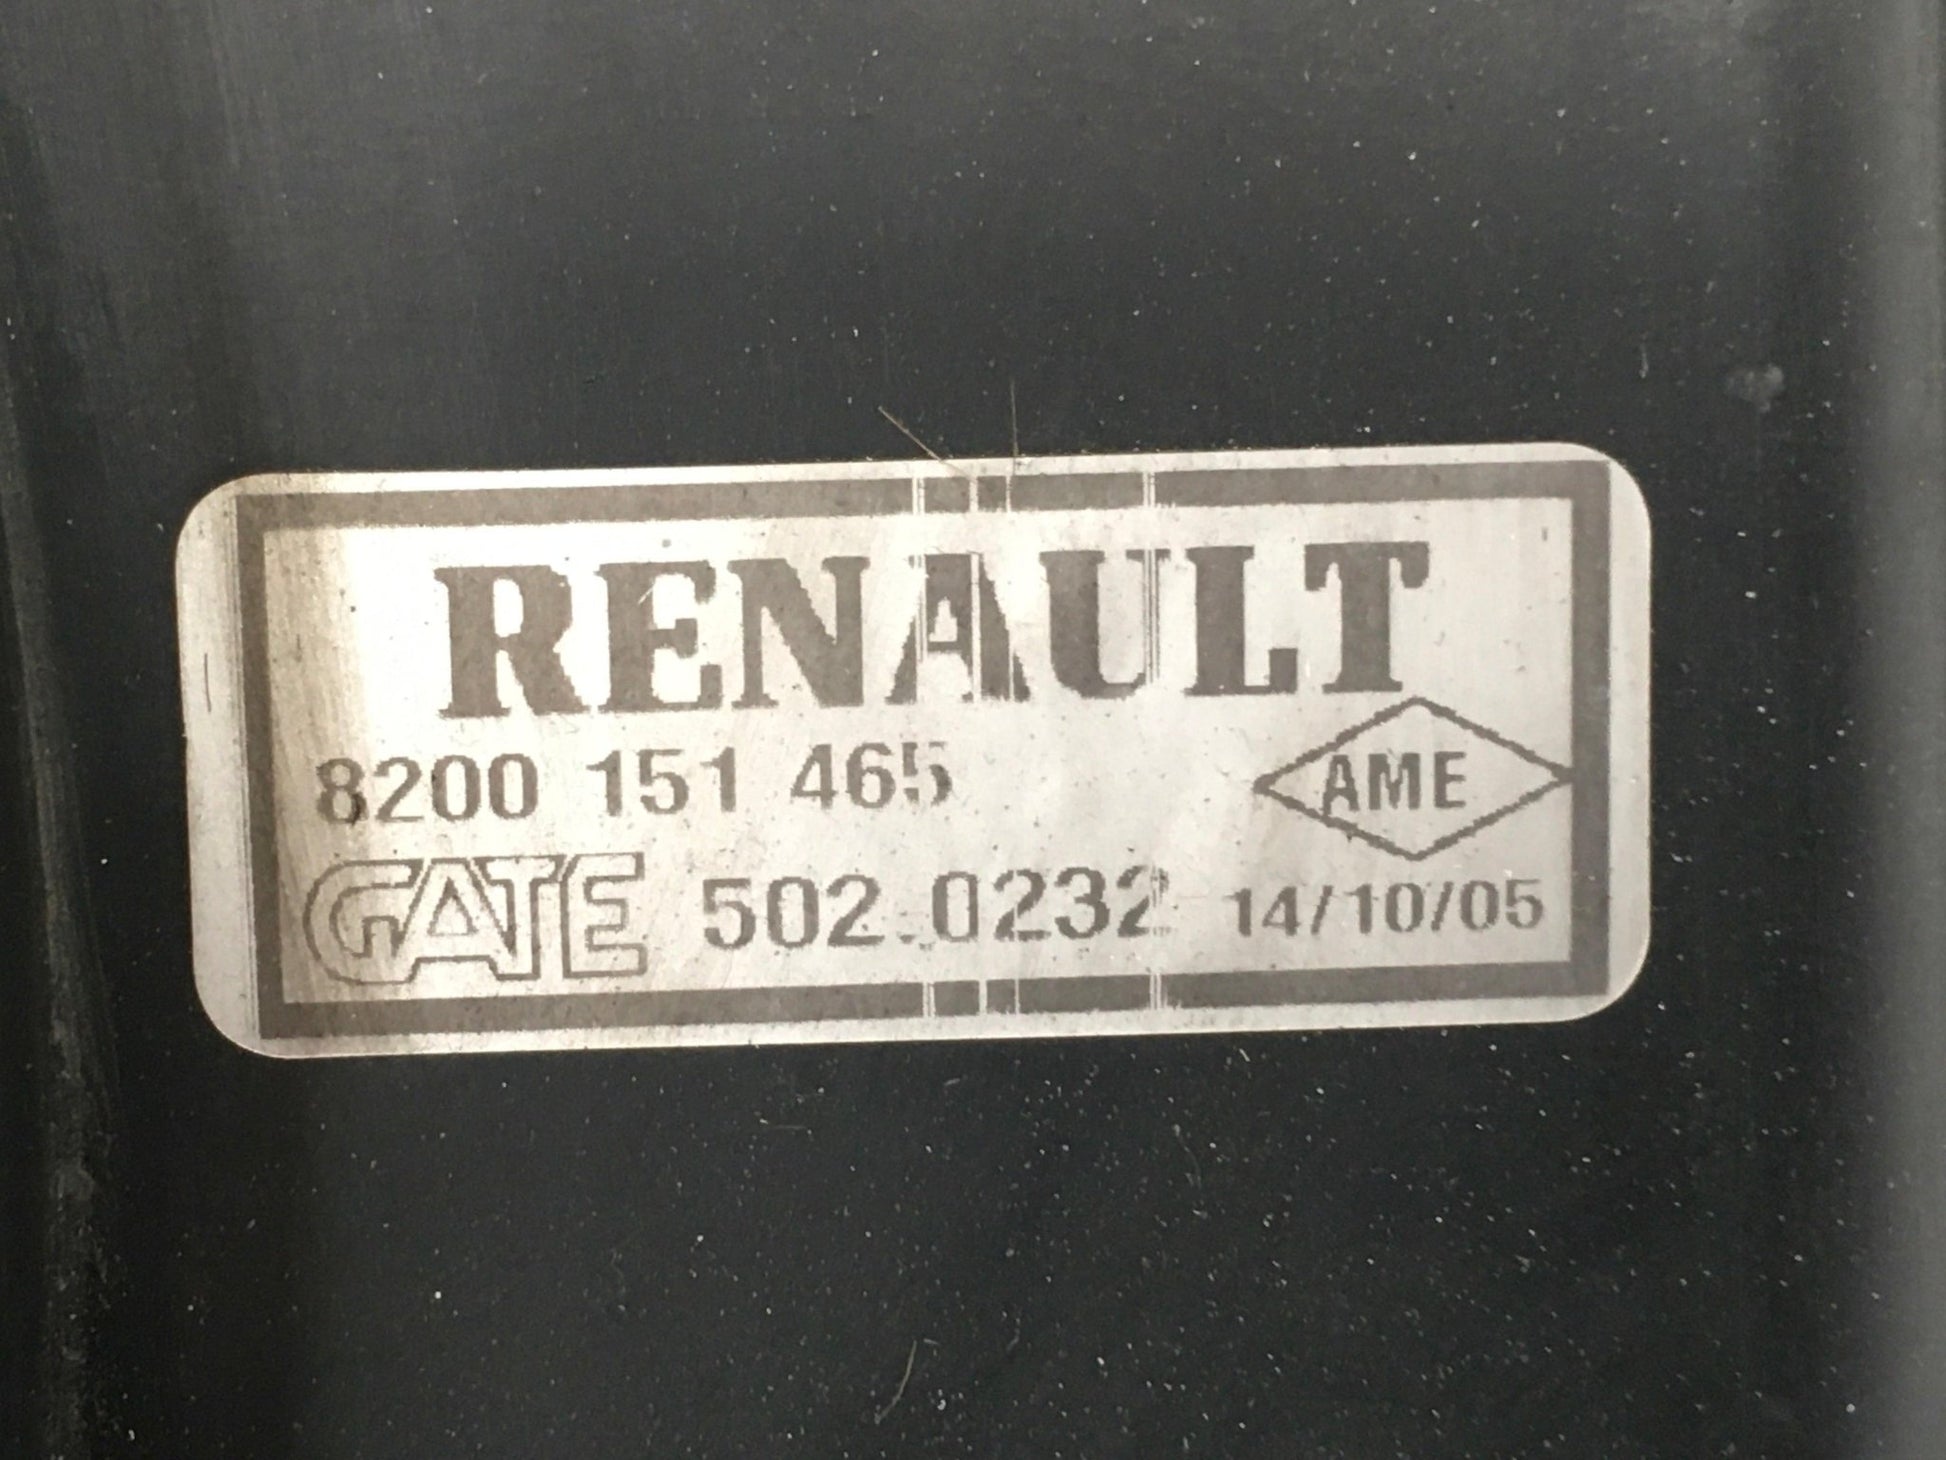 RENAULT
8200 151 465 AME
GATE 502.0232 14/10/05